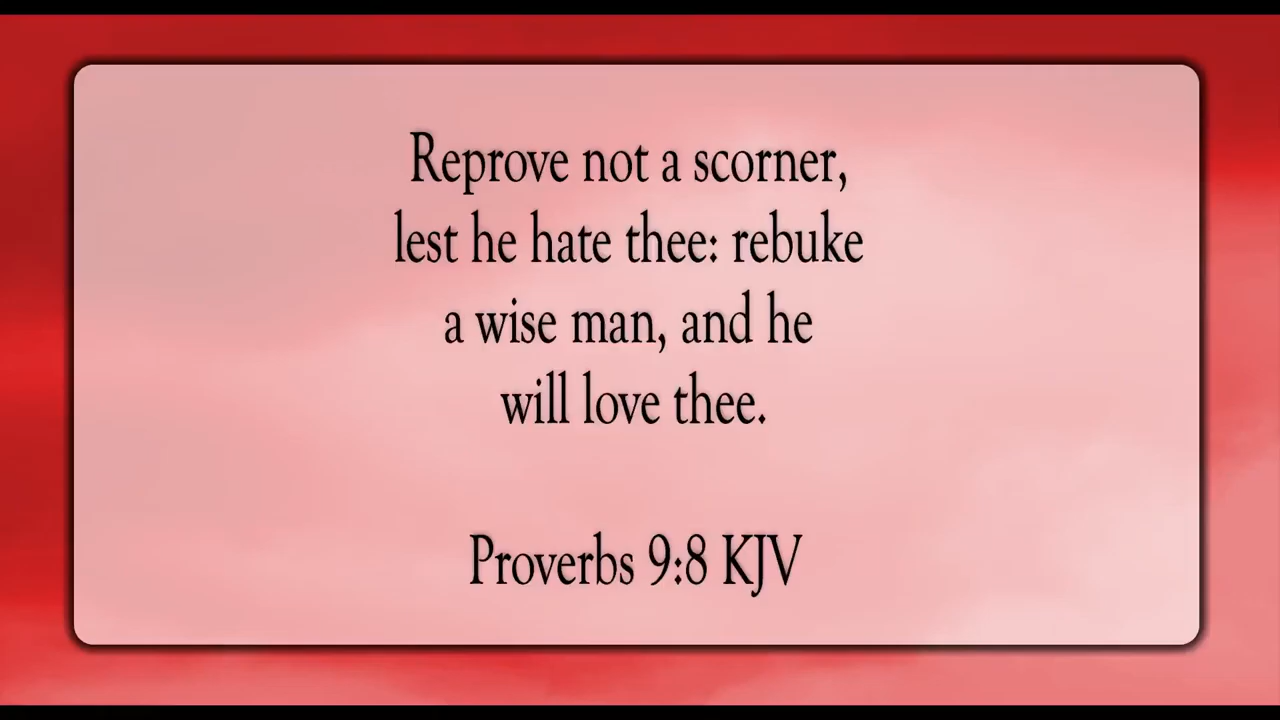 Reprove not a scorner,
lest he hate thee: rebuke
a wise man, and he
will love thee.
Proverbs 9:8 KJV